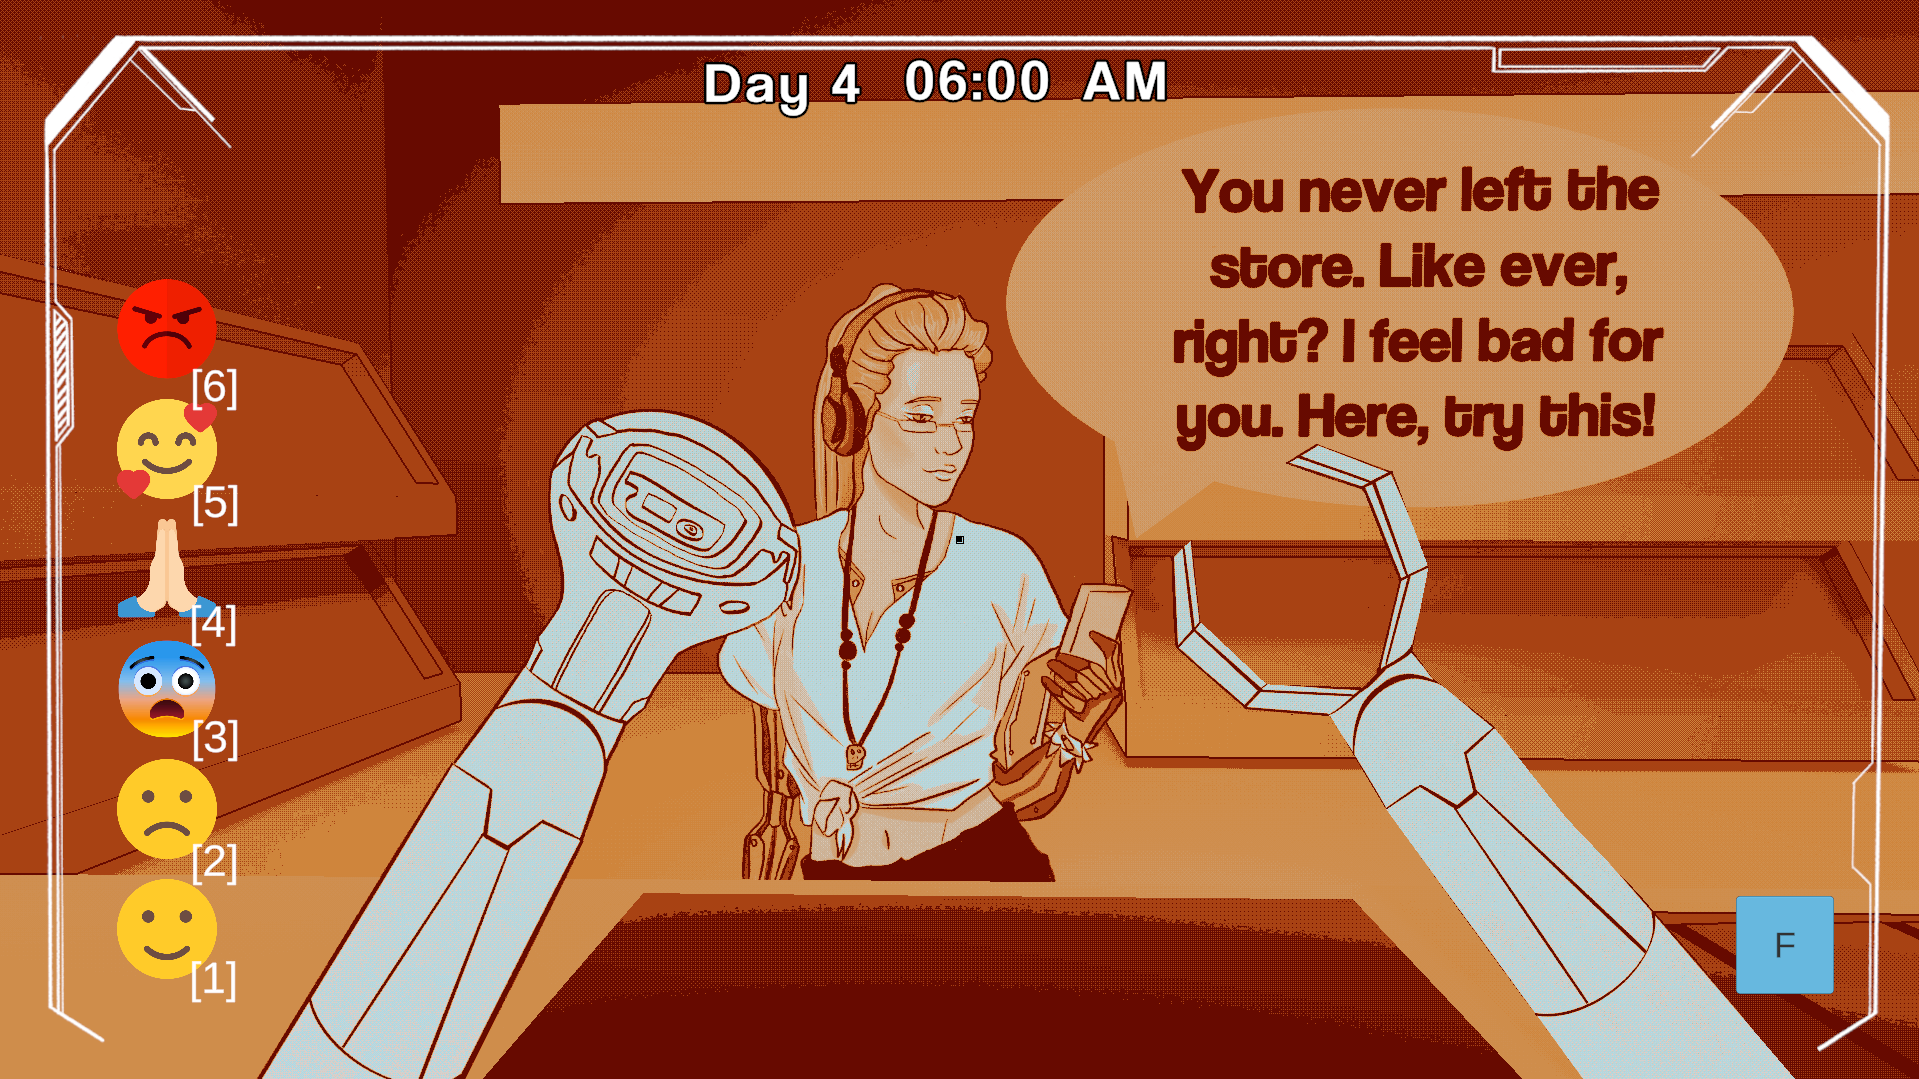 Day 4 06:00 AM
You never left the
store. Like ever,
right? I feel bad for
you. Here, try this!
[6]
[5]
[4]
[3]
[2]
[1]
F